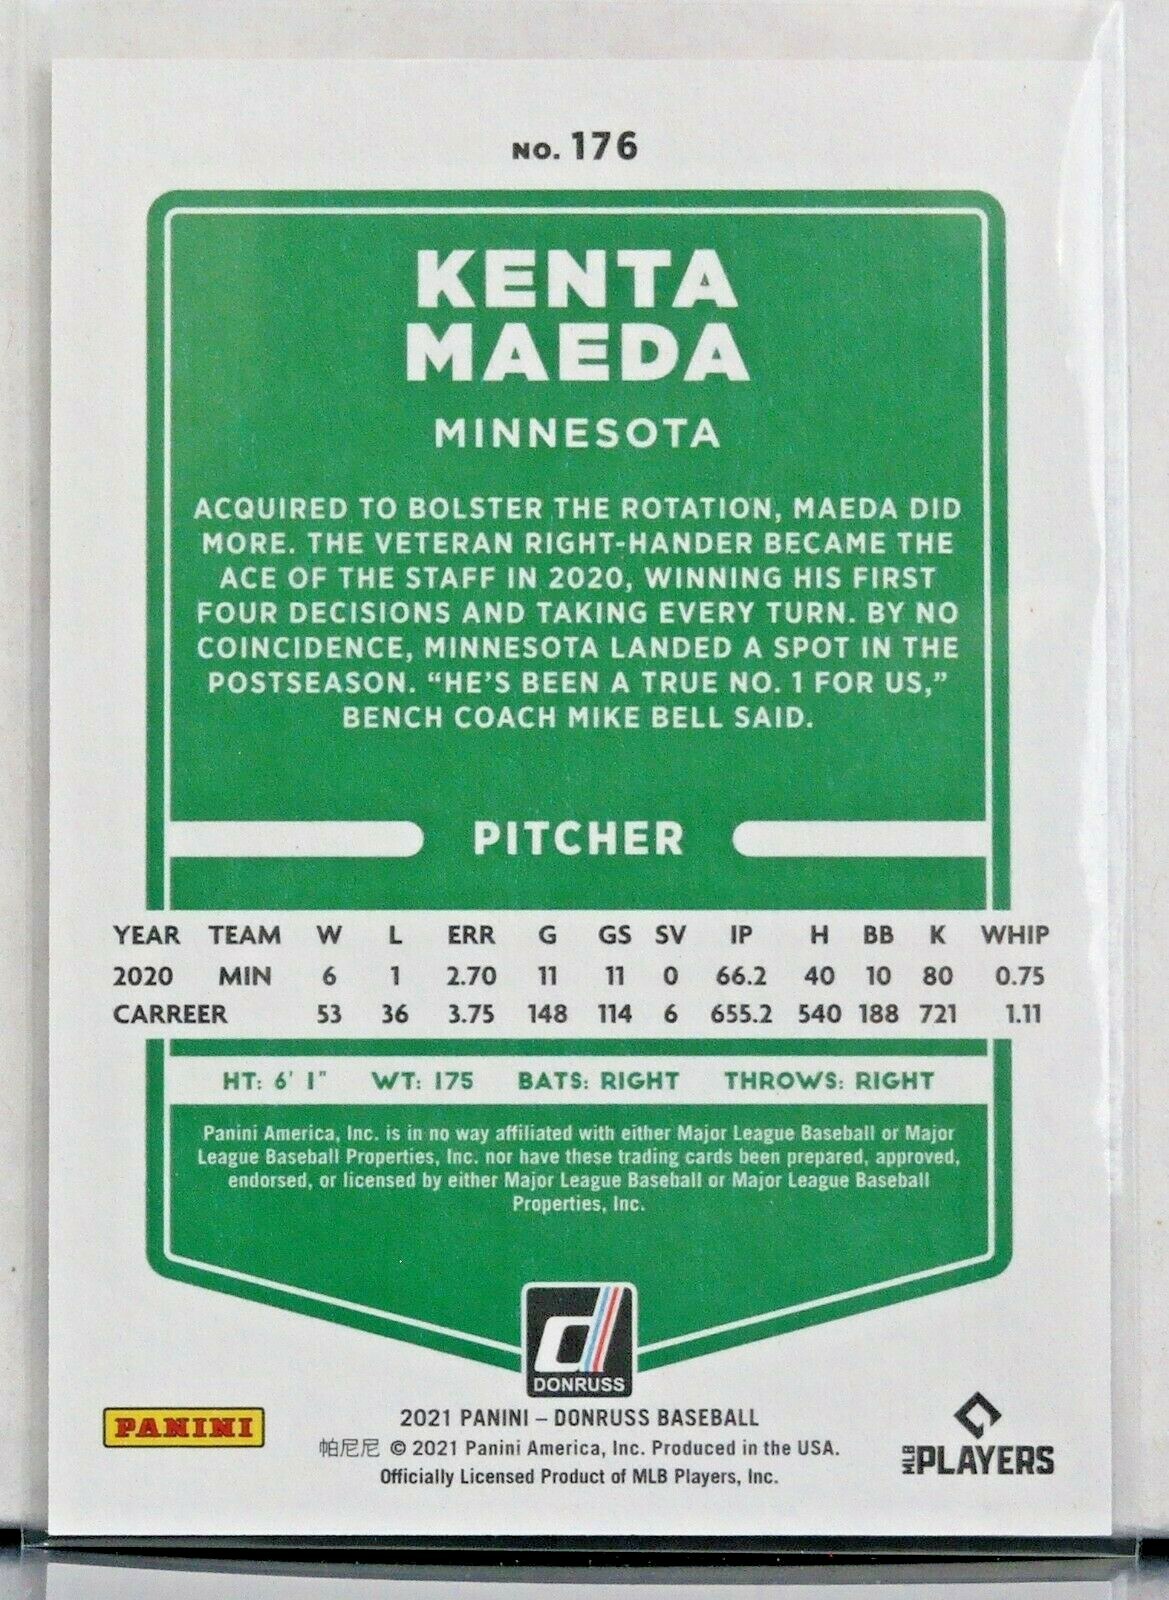 NO. 176
KENTA
MAEDA
MINNESOTA
ACQUIRED TO BOLSTER THE ROTATION, MAEDA DID
MORE. THE VETERAN RIGHT-HANDER BECAME THE
ACE OF THE STAFF IN 2020, WINNING HIS FIRST
FOUR DECISIONS AND TAKING EVERY TURN. BY NO
COINCIDENCE, MINNESOTA LANDED A SPOT IN THE
POSTSEASON. “HE’S BEEN A TRUE NO. 1 FOR US,”
BENCH COACH MIKE BELL SAID.
PITCHER
YEAR TEAM W L ERR G GS SV IP H BB K WHIP
2020 MIN 6 1 2.70 11 11 0 66.2 40 10 80 0.75
CARREER 53 36 3.75 148 114 6 655.2 540 188 721 1.11
HT: 6' 1" WT: 175 BATS: RIGHT THROWS: RIGHT
Panini America, Inc. is in no way affiliated with either Major League Baseball or Major
League Baseball Properties, Inc. nor have these trading cards been prepared, approved,
endorsed, or licensed by either Major League Baseball or Major League Baseball
Properties, Inc.
d
DONRUSS
PANINI
2021 PANINI – DONRUSS BASEBALL
帕尼尼 © 2021 Panini America, Inc. Produced in the USA.
Officially Licensed Product of MLB Players, Inc.
MLB PLAYERS